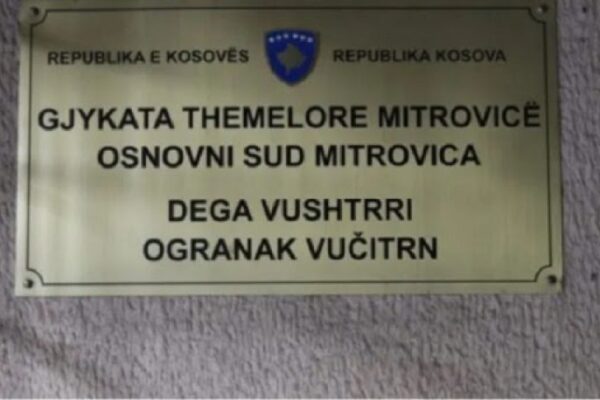 REPUBLIKA E KOSOVËS REPUBLIKA KOSOVA
GJYKATA THEMELORE MITROVICË
OSNOVNI SUD MITROVICA
DEGA VUSHTRRI
OGRANAK VUČITRN